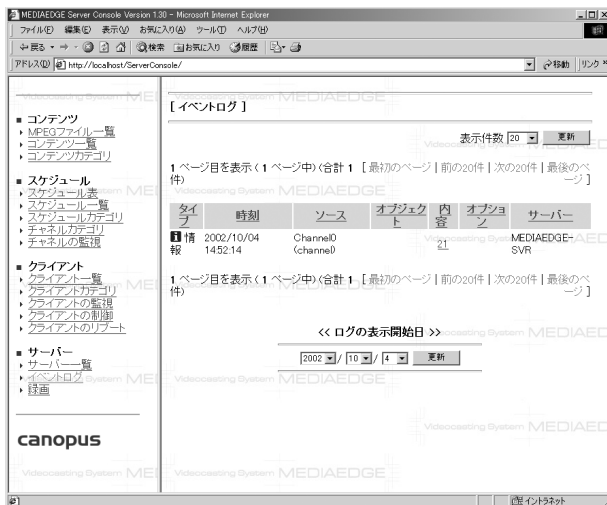 MEDIAEDGE Server Console Version 1.30 - Microsoft Internet Explorer
ファイル(F) 編集(E) 表示(V) お気に入り(A) ツール(T) ヘルプ(H)
戻る 検索 お気に入り 履歴
アドレス(D) http://localhost/ServerConsole/ 移動 リンク
■ コンテンツ
MPEGファイル一覧
コンテンツ一覧
コンテンツカテゴリ
■ スケジュール
スケジュール表
スケジュール一覧
スケジュールカテゴリ
チャネルカテゴリ
チャネルの監視
■ クライアント
クライアント一覧
クライアントカテゴリ
クライアントの監視
クライアントの制御
クライアントのリブート
■ サーバー
サーバー一覧
イベントログ
録画
canopus
Videocasting System MEDIAEDGE
[ イベントログ ]
表示件数 20 更新
1 ページ目を表示 ( 1 ページ中) (合計 1 [ 最初のページ | 前の20件 | 次の20件 | 最後のペ
件) ージ ]
タイプ 時刻 ソース オブジェクト 内容 オプション サーバー
情報 2002/10/04 14:52:14 Channel0 (channel) 21 MEDIAEDGE-SVR
1 ページ目を表示 ( 1 ページ中) (合計 1 [ 最初のページ | 前の20件 | 次の20件 | 最後のペ
件) ージ ]
<< ログの表示開始日 >>
2002 / 10 / 4 更新
イントラネット